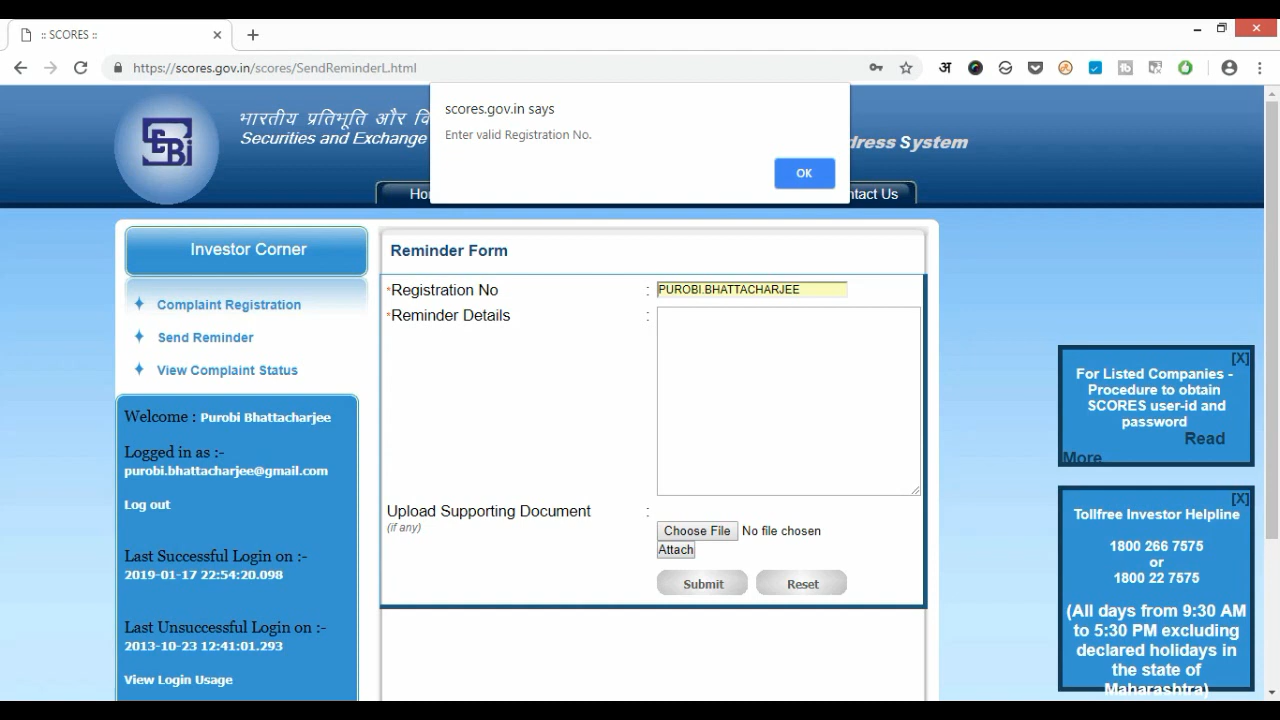 :: SCORES ::
https://scores.gov.in/scores/SendReminderL.html
भारतीय प्रतिभूति और वि
Securities and Exchange
dress System
scores.gov.in says
Enter valid Registration No.
OK
SEBI
Ho
ntact Us
Investor Corner
Complaint Registration
Send Reminder
View Complaint Status
Welcome : Purobi Bhattacharjee
Logged in as :-
purobi.bhattacharjee@gmail.com
Log out
Last Successful Login on :-
2019-01-17 22:54:20.098
Last Unsuccessful Login on :-
2013-10-23 12:41:01.293
View Login Usage
Reminder Form
*Registration No : PUROBI.BHATTACHARJEE
*Reminder Details :
Upload Supporting Document :
(if any)
Choose File No file chosen
Attach
Submit Reset
[X]
For Listed Companies -
Procedure to obtain
SCORES user-id and
password
Read
More
[X]
Tollfree Investor Helpline
1800 266 7575
or
1800 22 7575
(All days from 9:30 AM
to 5:30 PM excluding
declared holidays in
the state of
Maharashtra)